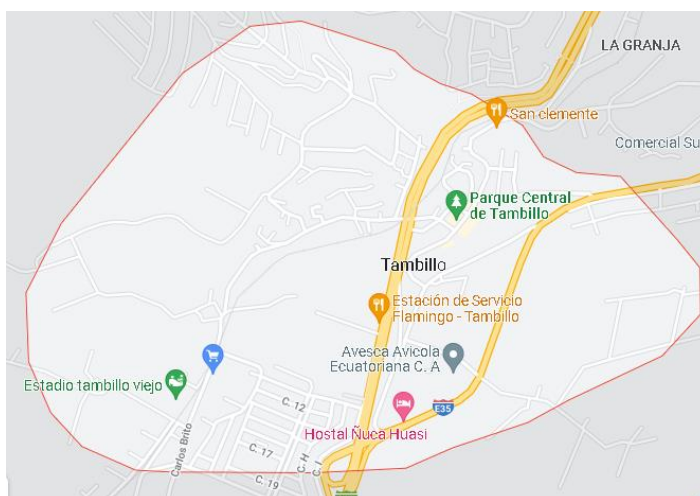 LA GRANJA
San clemente
Comercial Su
Parque Central
de Tambillo
Tambillo
Estación de Servicio
Flamingo - Tambillo
Avesca Avicola
Ecuatoriana C. A
Estadio tambillo viejo
C. 12
E35
Hostal Ñuca Huasi
Carlos Brito
C. 17
C. H
C. I
C. 19